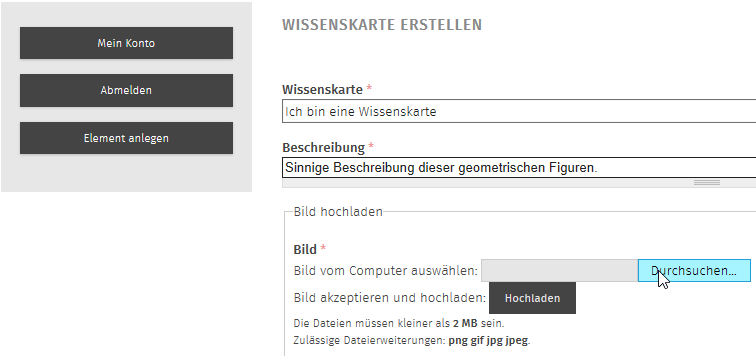 Mein Konto
Abmelden
Element anlegen
WISSENSKARTE ERSTELLEN
Wissenskarte *
Ich bin eine Wissenskarte
Beschreibung *
Sinnige Beschreibung dieser geometrischen Figuren.
Bild hochladen
Bild *
Bild vom Computer auswählen: Durchsuchen...
Bild akzeptieren und hochladen: Hochladen
Die Dateien müssen kleiner als 2 MB sein.
Zulässige Dateierweiterungen: png gif jpg jpeg.